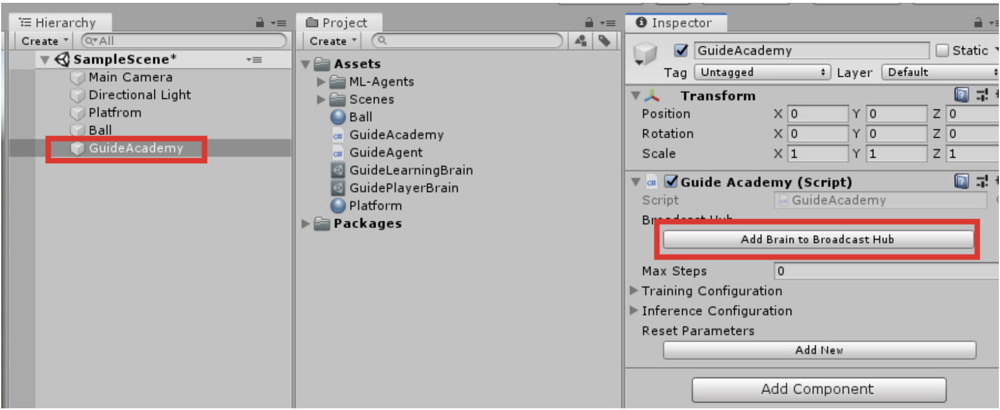 Hierarchy
Create
All
SampleScene*
Main Camera
Directional Light
Platfrom
Ball
GuideAcademy
Project
Create
Assets
ML-Agents
Scenes
Ball
C# GuideAcademy
C# GuideAgent
GuideLearningBrain
GuidePlayerBrain
Platform
Packages
Inspector
GuideAcademy
Static
Tag Untagged Layer Default
Transform
Position X 0 Y 0 Z 0
Rotation X 0 Y 0 Z 0
Scale X 1 Y 1 Z 1
C# Guide Academy (Script)
Script GuideAcademy
Broadcast Hub
Add Brain to Broadcast Hub
Max Steps 0
Training Configuration
Inference Configuration
Reset Parameters
Add New
Add Component